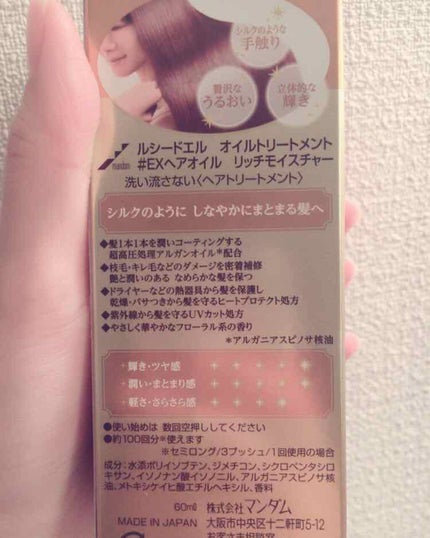 シルクのような
手触り
贅沢な
うるおい
立体的な
輝き
mandom
ルシードエル オイルトリートメント
#EXヘアオイル リッチモイスチャー
洗い流さない〈ヘアトリートメント〉
シルクのように しなやかにまとまる髪へ
◆髪1本1本を潤いコーティングする
超高圧処理アルガンオイル*配合
◆枝毛・キレ毛などのダメージを密着補修
艶と潤いのある なめらかな髪を保つ
◆ドライヤーなどの熱器具から髪を保護し
乾燥・パサつきから髪を守るヒートプロテクト処方
◆紫外線から髪を守るUVカット処方
◆やさしく華やかなフローラル系の香り
*アルガニアスピノサ核油
・輝き・ツヤ感
・潤い・まとまり感
・軽さ・さらさら感
●使い始めは 数回空押ししてください
●約100回分*使えます
※セミロング/3プッシュ/1回使用の場合
成分:水添ポリイソブテン、ジメチコン、シクロペンタシロ
キサン、イソノナン酸イソノニル、アルガニアスピノサ核
油、メトキシケイヒ酸エチルヘキシル、香料
60mL 株式会社マンダム
MADE IN JAPAN 大阪市中央区十二軒町5-12
お客さま相談室